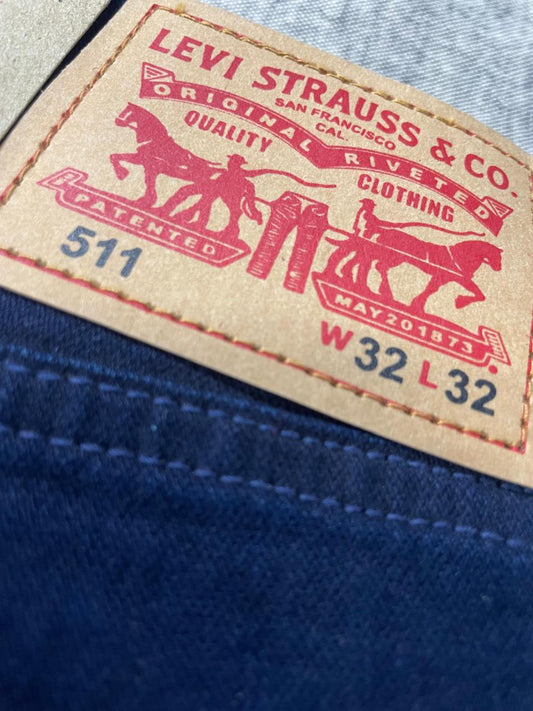 LEVI STRAUSS & CO.
SAN FRANCISCO
CAL.
ORIGINAL RIVETED
QUALITY CLOTHING
PATENTED
MAY 20 1873
511
W 32 L 32